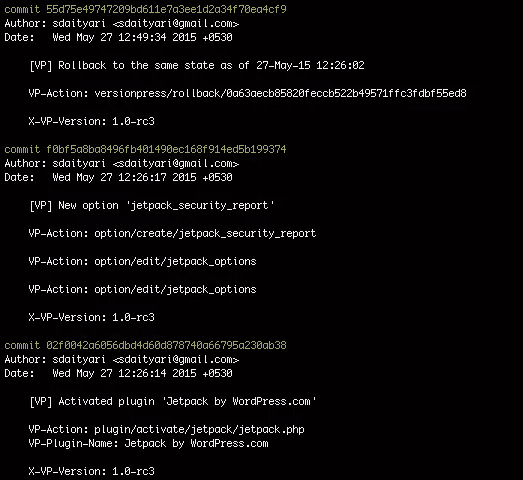 commit 55d75e49747209bd611e7a3ee1d2a34f70ea4cf9
Author: sdaityari <sdaityari@gmail.com>
Date:   Wed May 27 12:49:34 2015 +0530
[VP] Rollback to the same state as of 27-May-15 12:26:02
VP-Action: versionpress/rollback/0a63aecb85820feccb522b49571ffc3fdbf55ed8
X-VP-Version: 1.0-rc3
commit f0bf5a8ba8496fb401490ec168f914ed5b199374
Author: sdaityari <sdaityari@gmail.com>
Date:   Wed May 27 12:26:17 2015 +0530
[VP] New option 'jetpack_security_report'
VP-Action: option/create/jetpack_security_report
VP-Action: option/edit/jetpack_options
VP-Action: option/edit/jetpack_options
X-VP-Version: 1.0-rc3
commit 02f0042a6056dbd4d60d878740a66795a230ab38
Author: sdaityari <sdaityari@gmail.com>
Date:   Wed May 27 12:26:14 2015 +0530
[VP] Activated plugin 'Jetpack by WordPress.com'
VP-Action: plugin/activate/jetpack/jetpack.php
VP-Plugin-Name: Jetpack by WordPress.com
X-VP-Version: 1.0-rc3